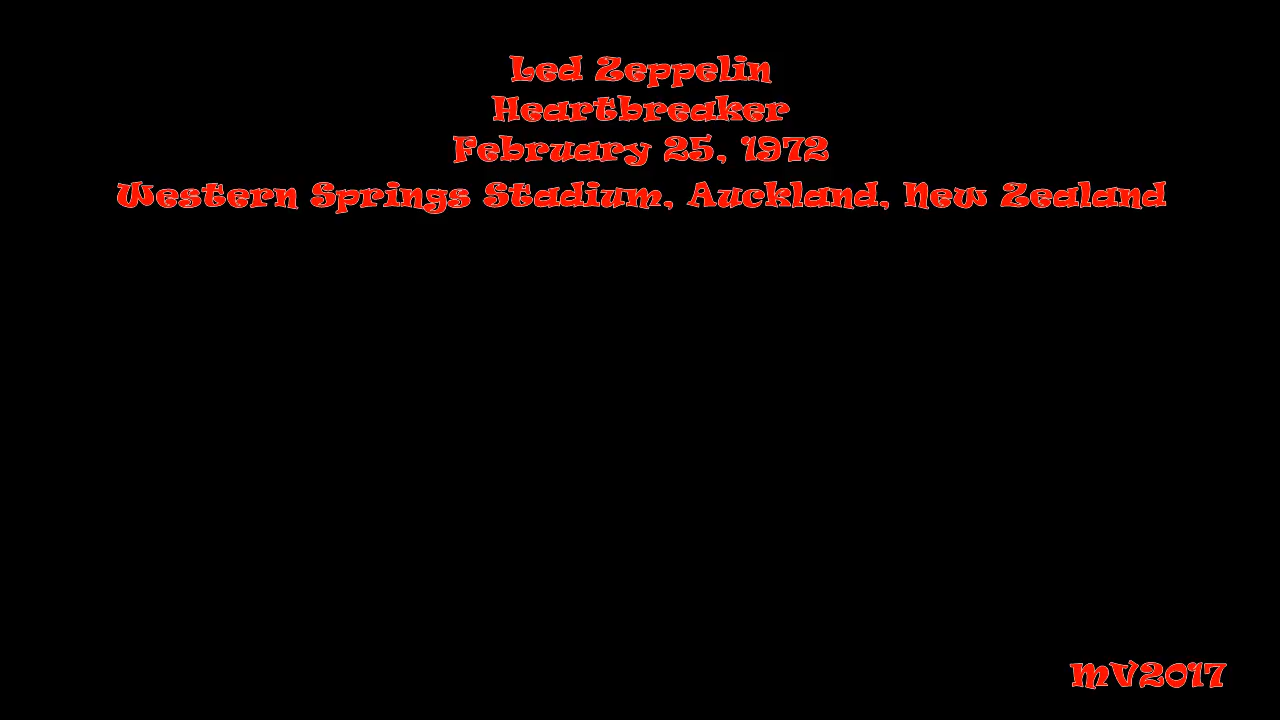 Led Zeppelin
Heartbreaker
February 25, 1972
Western Springs Stadium, Auckland, New Zealand
MV2017